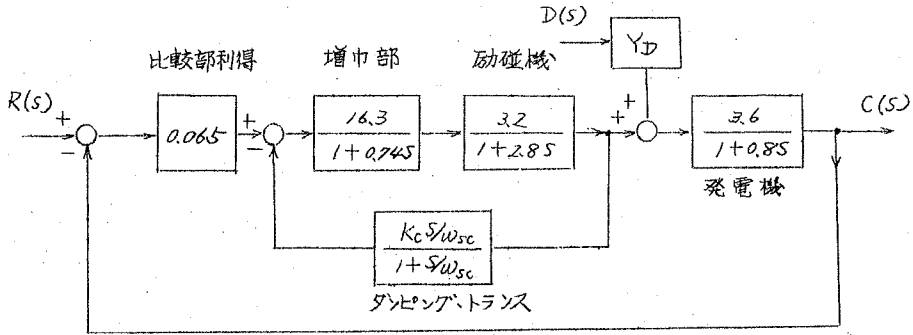 D(S)
Y_D
比較部利得
増巾部
励磁機
R(S)
+
−
0.065
+
−
16.3
1+0.74S
3.2
1+2.8S
+
+
3.6
1+0.8S
C(S)
発電機
K_C S/ω_sc
1+S/ω_sc
ダンピング、トランス